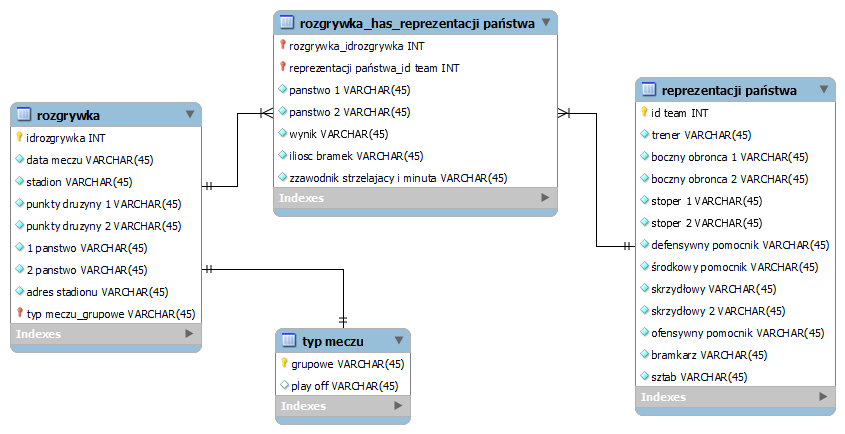 rozgrywka_has_reprezentacji państwa
rozgrywka_idrozgrywka INT
reprezentacji państwa_id team INT
panstwo 1 VARCHAR(45)
panstwo 2 VARCHAR(45)
wynik VARCHAR(45)
iliosc bramek VARCHAR(45)
zzawodnik strzelajacy i minuta VARCHAR(45)
Indexes
rozgrywka
idrozgrywka INT
data meczu VARCHAR(45)
stadion VARCHAR(45)
punkty druzyny 1 VARCHAR(45)
punkty druzyny 2 VARCHAR(45)
1 panstwo VARCHAR(45)
2 panstwo VARCHAR(45)
adres stadionu VARCHAR(45)
typ meczu_grupowe VARCHAR(45)
Indexes
typ meczu
grupowe VARCHAR(45)
play off VARCHAR(45)
Indexes
reprezentacji państwa
id team INT
trener VARCHAR(45)
boczny obronca 1 VARCHAR(45)
boczny obronca 2 VARCHAR(45)
stoper 1 VARCHAR(45)
stoper 2 VARCHAR(45)
defensywny pomocnik VARCHAR(45)
środkowy pomocnik VARCHAR(45)
skrzydłowy VARCHAR(45)
skrzydłowy 2 VARCHAR(45)
ofensywny pomocnik VARCHAR(45)
bramkarz VARCHAR(45)
sztab VARCHAR(45)
Indexes